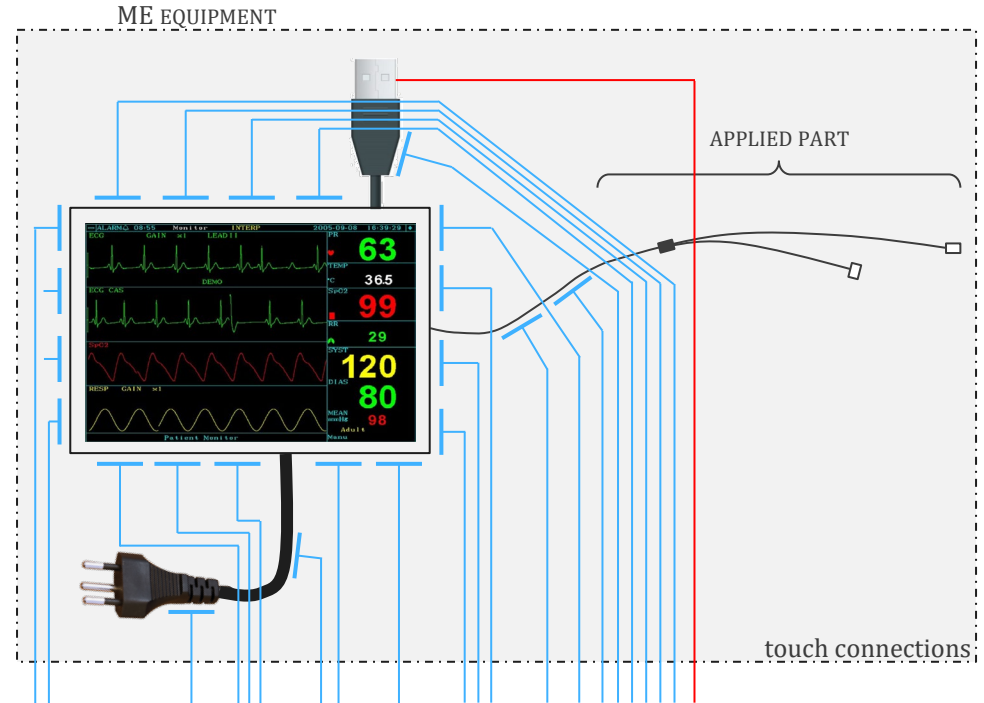 ME EQUIPMENT
APPLIED PART
ALARM 08:55 Monitor INTERP 2005-09-08 16:39:29
ECG GAIN x1 LEAD II
PR
63
TEMP
°C 36.5
DEMO
ECG CAS
SpO2
99
RR
29
SpO2
SYST
120
DIAS
80
RESP GAIN x1
MEAN
mmHg 98
Adult
Patient Monitor
Menu
touch connections